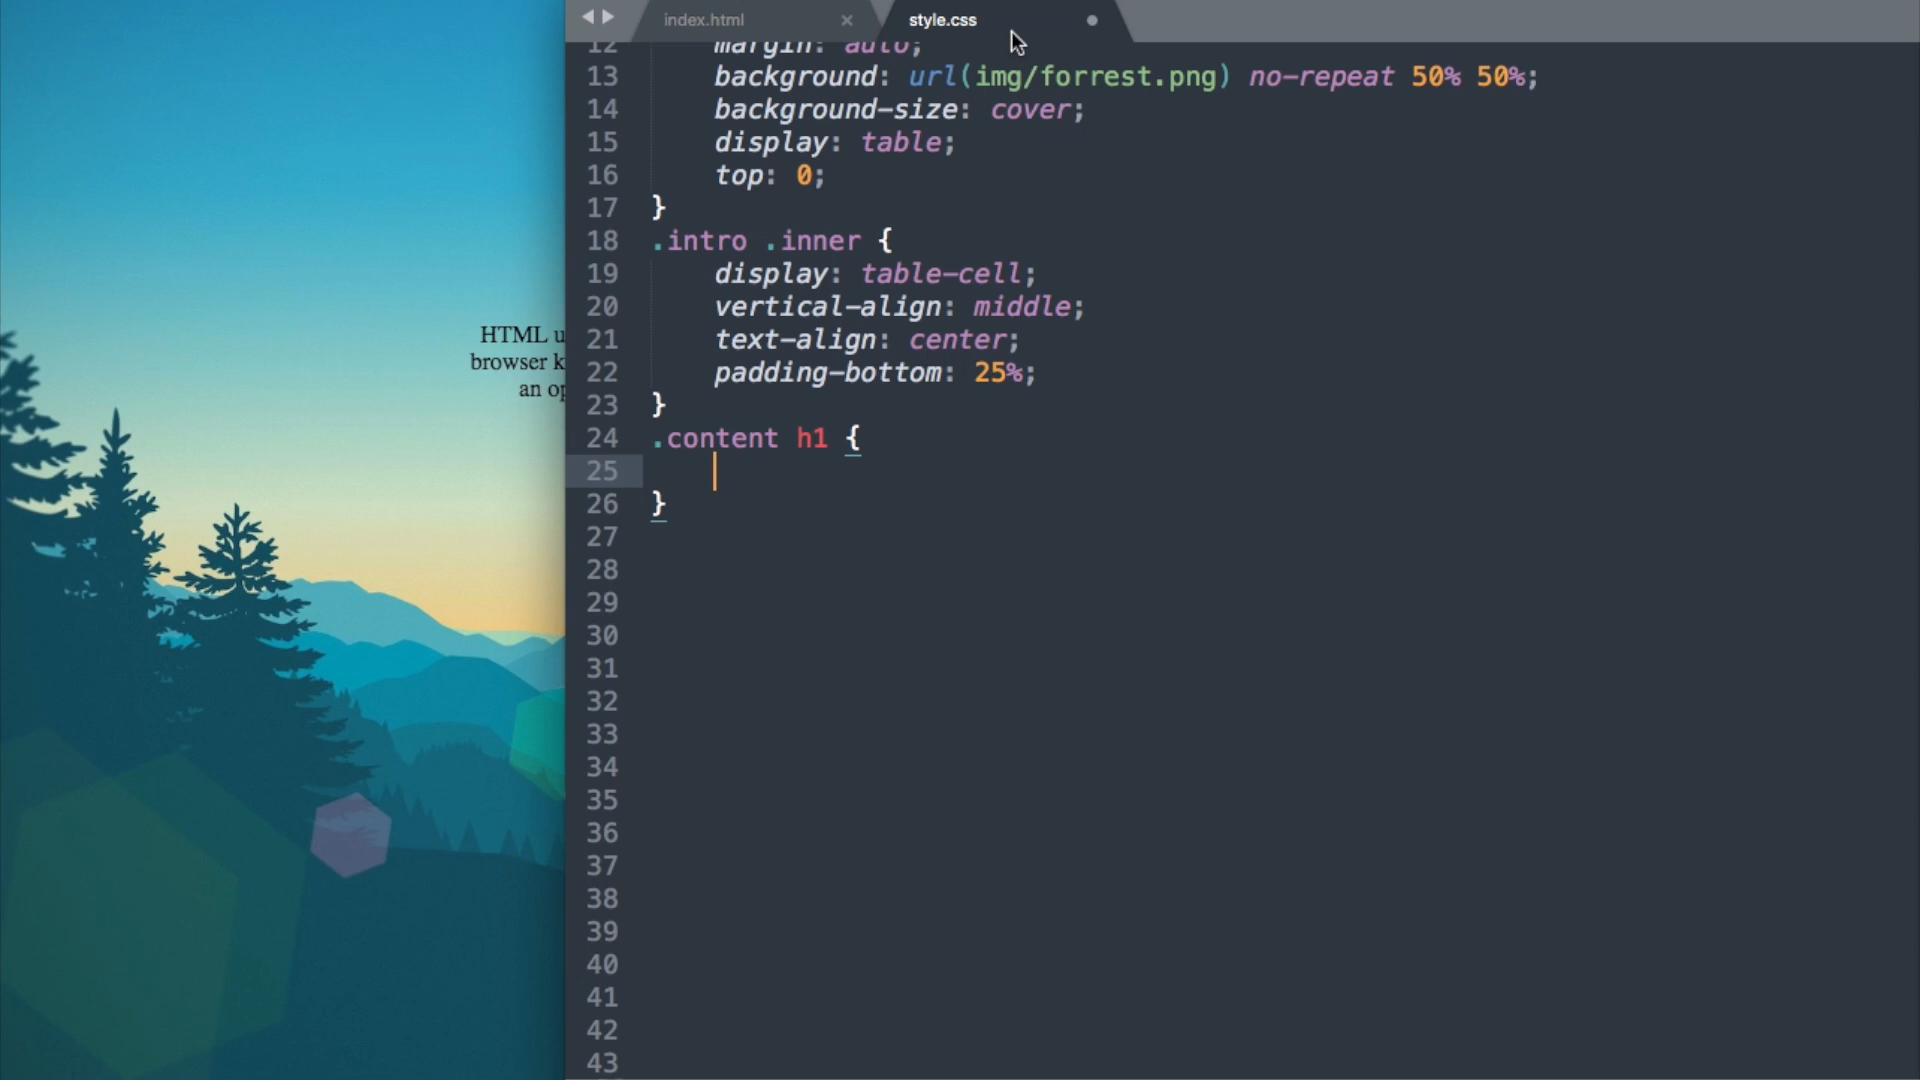 index.html
style.css
12 margin: auto;
13 background: url(img/forrest.png) no-repeat 50% 50%;
14 background-size: cover;
15 display: table;
16 top: 0;
17 }
18 .intro .inner {
19 display: table-cell;
20 vertical-align: middle;
21 text-align: center;
22 padding-bottom: 25%;
23 }
24 .content h1 {
25
26 }
27
28
29
30
31
32
33
34
35
36
37
38
39
40
41
42
43
HTML u
browser k
an op